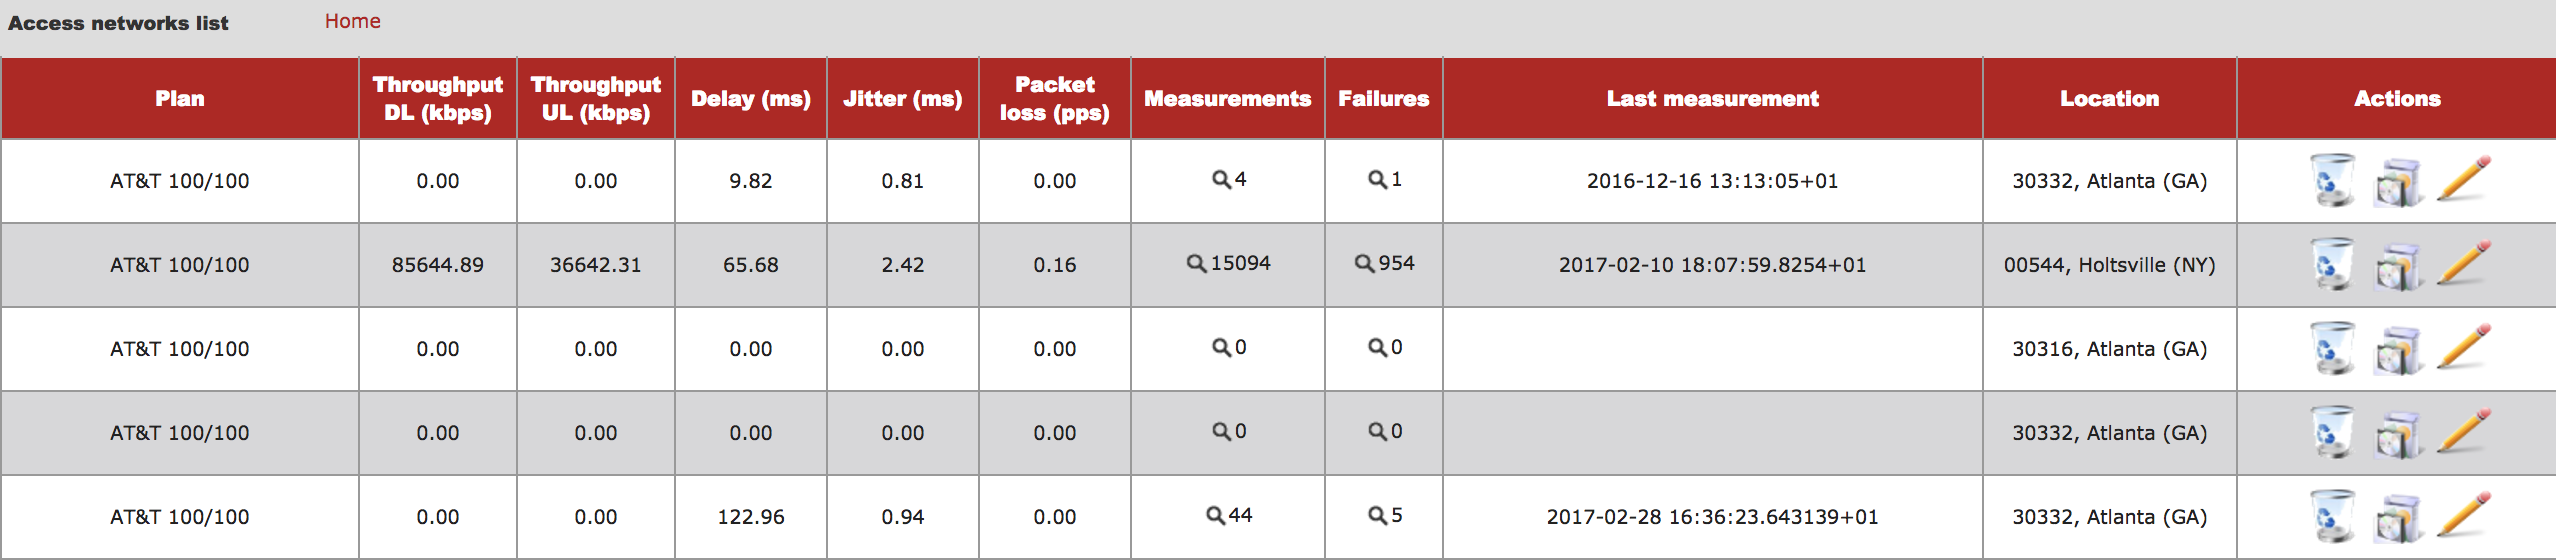 Access networks list Home
Plan Throughput DL (kbps) Throughput UL (kbps) Delay (ms) Jitter (ms) Packet loss (pps) Measurements Failures Last measurement Location Actions
AT&T 100/100 0.00 0.00 9.82 0.81 0.00 4 1 2016-12-16 13:13:05+01 30332, Atlanta (GA)
AT&T 100/100 85644.89 36642.31 65.68 2.42 0.16 15094 954 2017-02-10 18:07:59.8254+01 00544, Holtsville (NY)
AT&T 100/100 0.00 0.00 0.00 0.00 0.00 0 0 30316, Atlanta (GA)
AT&T 100/100 0.00 0.00 0.00 0.00 0.00 0 0 30332, Atlanta (GA)
AT&T 100/100 0.00 0.00 122.96 0.94 0.00 44 5 2017-02-28 16:36:23.643139+01 30332, Atlanta (GA)